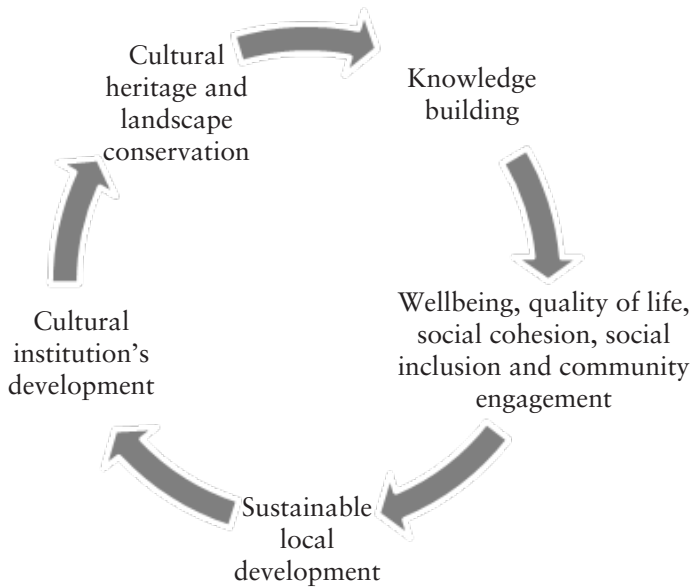 Cultural
heritage and
landscape
conservation
Knowledge
building
Wellbeing, quality of life,
social cohesion, social
inclusion and community
engagement
Sustainable
local
development
Cultural
institution’s
development